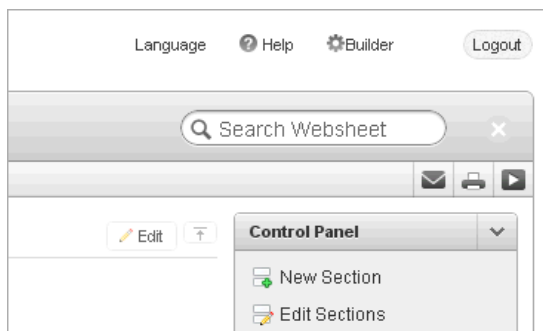 Language Help Builder Logout
Search Websheet
Edit Control Panel
New Section
Edit Sections